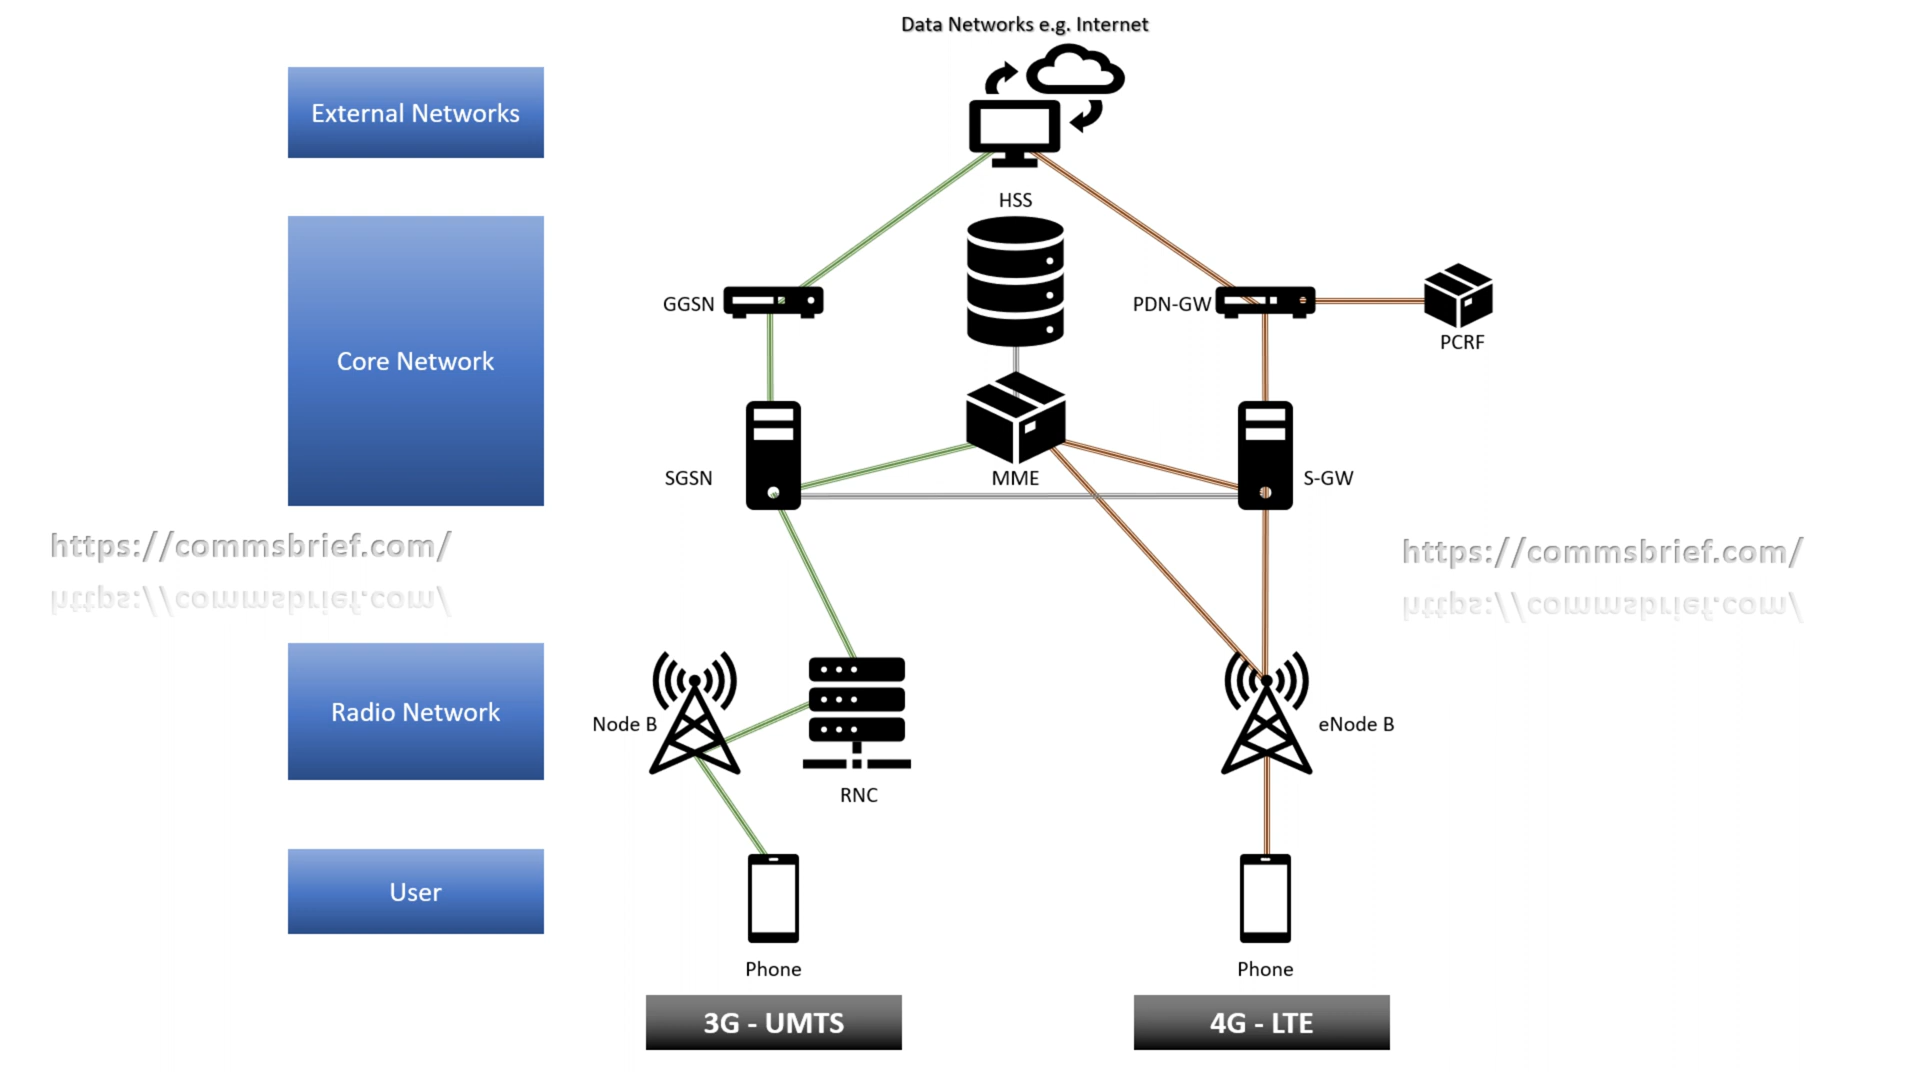 Data Networks e.g. Internet
External Networks
HSS
GGSN
PDN-GW
PCRF
Core Network
SGSN
MME
S-GW
https://commsbrief.com/
https://commsbrief.com/
Radio Network
Node B
eNode B
RNC
User
Phone
Phone
3G - UMTS
4G - LTE